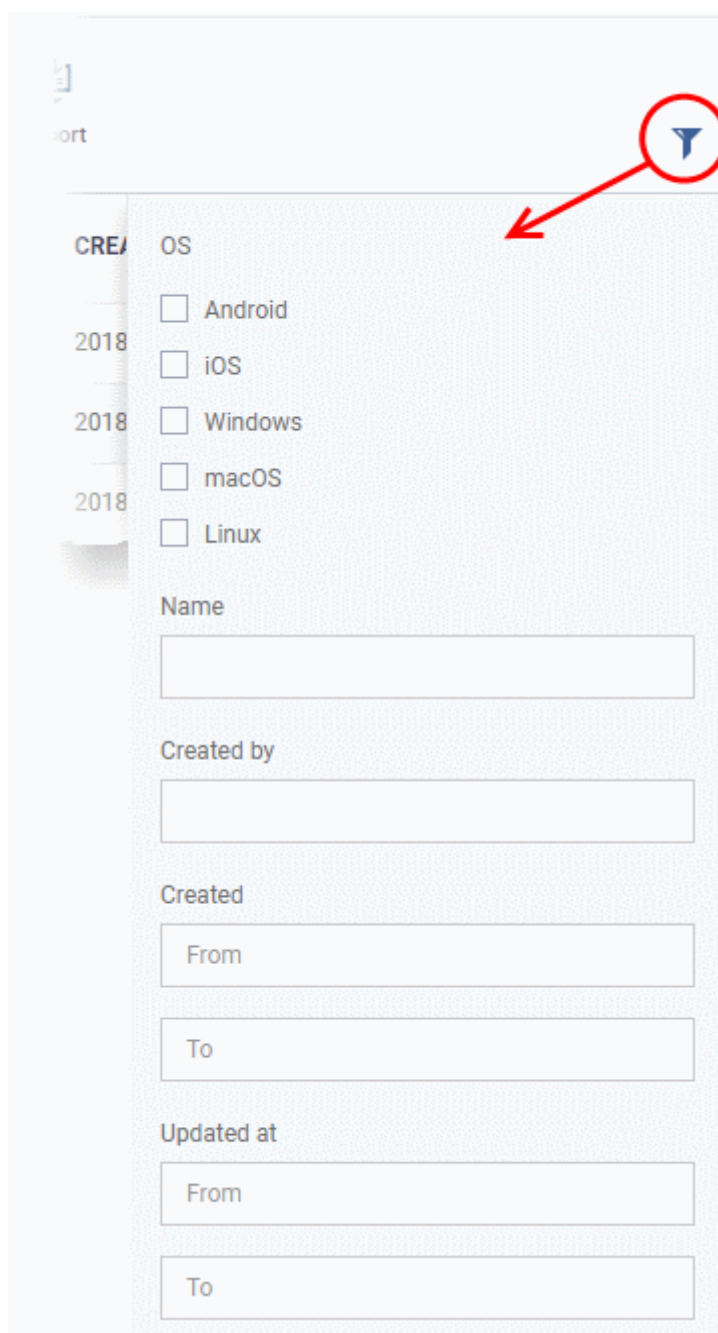 ort
CREA
2018
2018
2018
OS
Android
iOS
Windows
macOS
Linux
Name
Created by
Created
From
To
Updated at
From
To